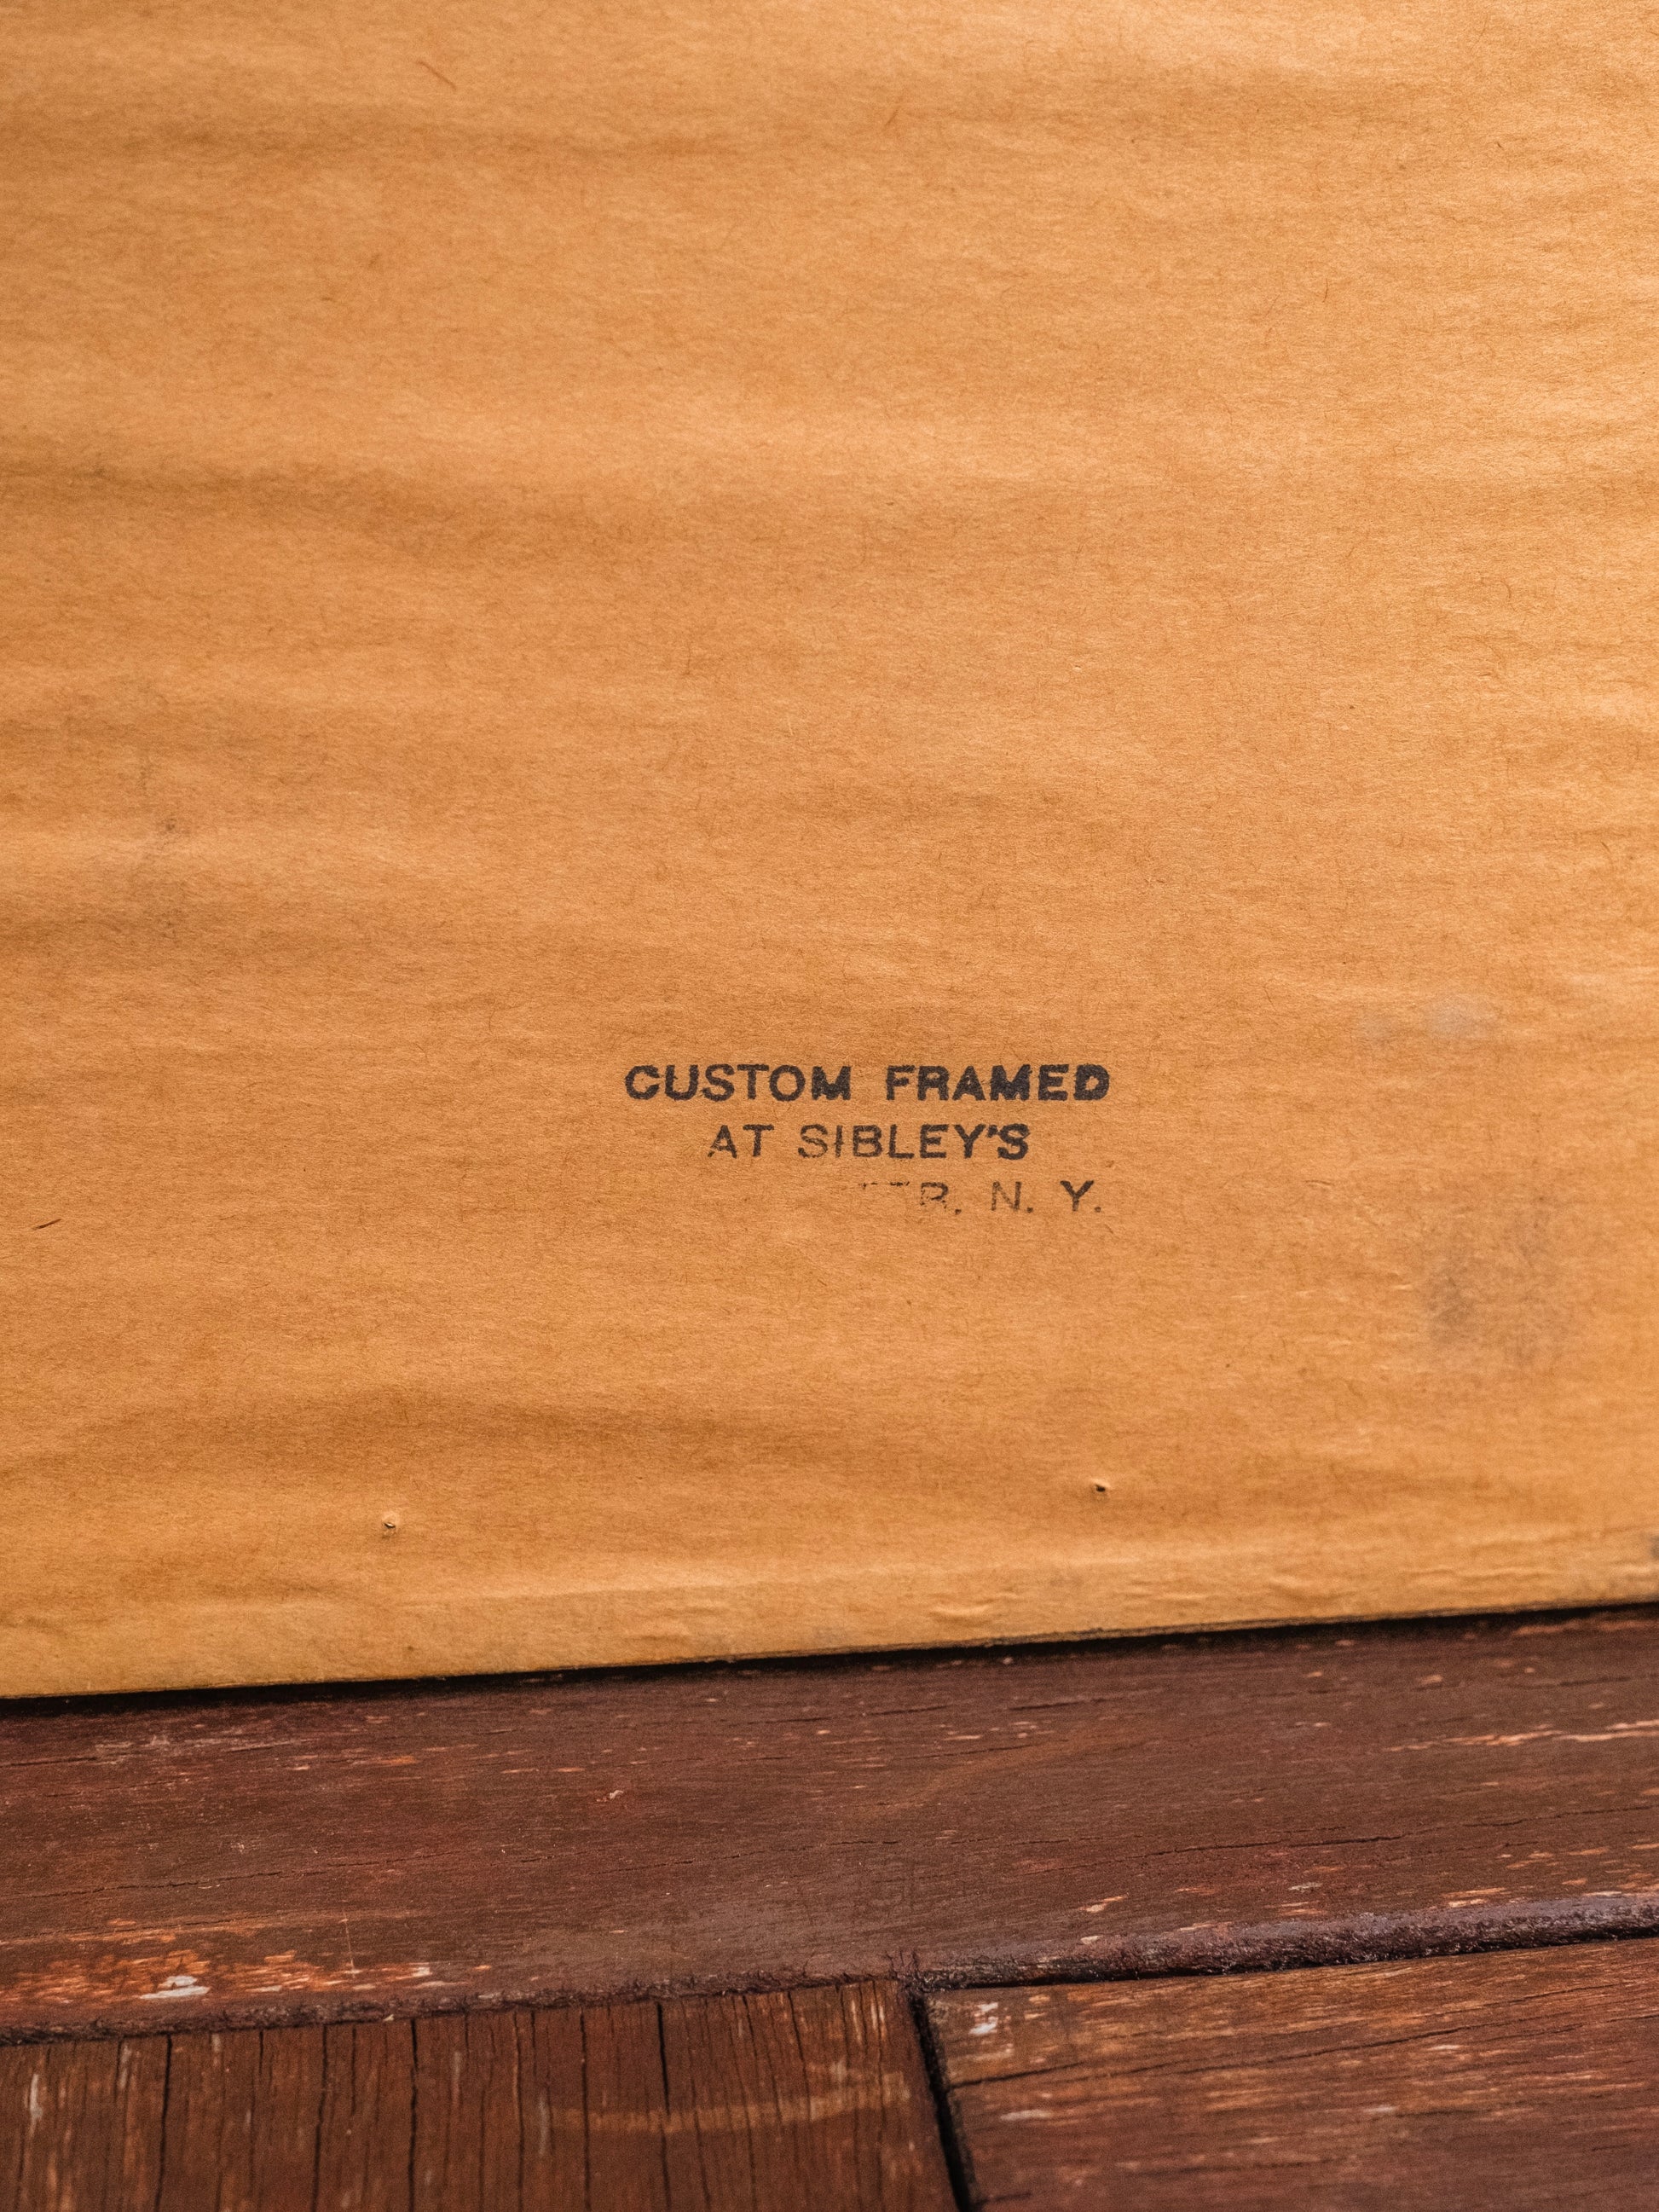 CUSTOM FRAMED
AT SIBLEY'S
N. Y.